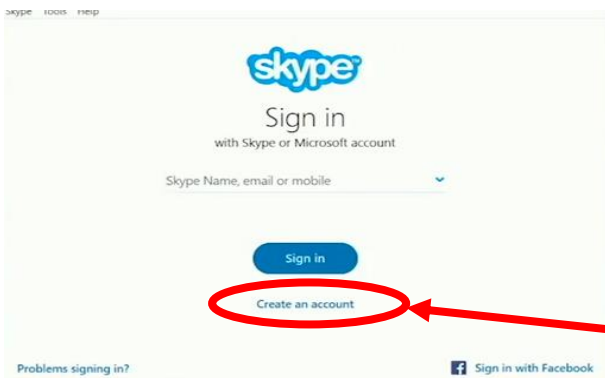 Skype Tools Help
skype
Sign in
with Skype or Microsoft account
Skype Name, email or mobile
Sign in
Create an account
Problems signing in?
Sign in with Facebook